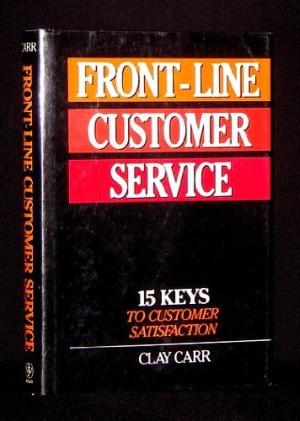 CARR
FRONT-LINE CUSTOMER SERVICE
FRONT-LINE
CUSTOMER
SERVICE
15 KEYS
TO CUSTOMER
SATISFACTION
CLAY CARR